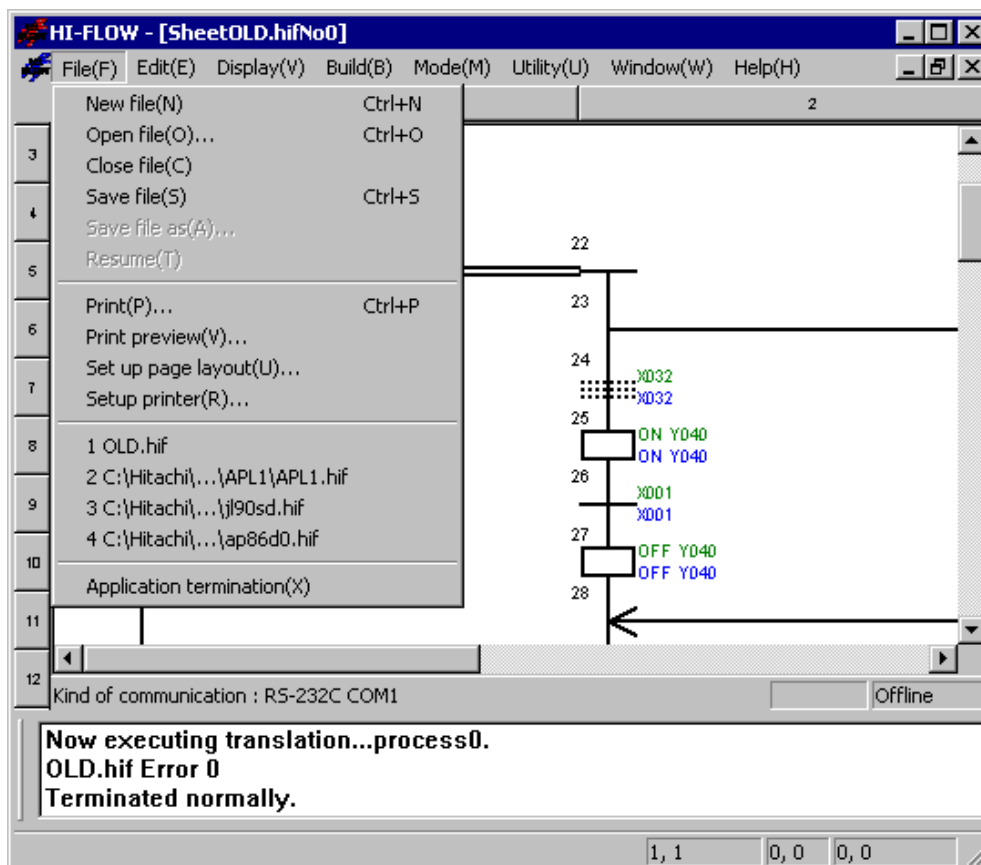 HI-FLOW - [SheetOLD.hifNo0]
File(F) Edit(E) Display(V) Build(B) Mode(M) Utility(U) Window(W) Help(H)
2
New file(N) Ctrl+N
Open file(O)... Ctrl+O
Close file(C)
Save file(S) Ctrl+S
Save file as(A)...
Resume(T)
Print(P)... Ctrl+P
Print preview(V)...
Set up page layout(U)...
Setup printer(R)...
1 OLD.hif
2 C:\Hitachi\...\APL1\APL1.hif
3 C:\Hitachi\...\jl90sd.hif
4 C:\Hitachi\...\ap86d0.hif
Application termination(X)
3
4
5
6
7
8
9
10
11
12
22
23
24
X032
X032
25
ON Y040
ON Y040
26
X001
X001
27
OFF Y040
OFF Y040
28
Kind of communication : RS-232C COM1 Offline
Now executing translation...process0.
OLD.hif Error 0
Terminated normally.
1, 1 0, 0 0, 0